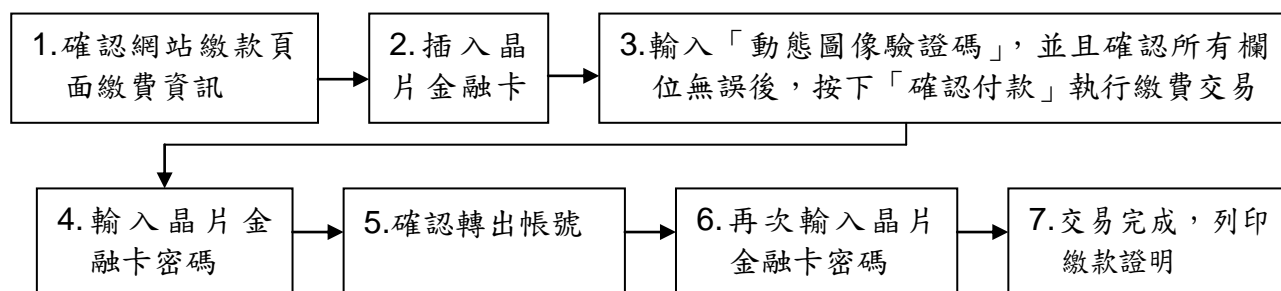 1.確認網站繳款頁
面繳費資訊
2.插入晶
片金融卡
3.輸入「動態圖像驗證碼」,並且確認所有欄
位無誤後,按下「確認付款」執行繳費交易
4.輸入晶片金
融卡密碼
5.確認轉出帳號
6.再次輸入晶片
金融卡密碼
7.交易完成,列印
繳款證明